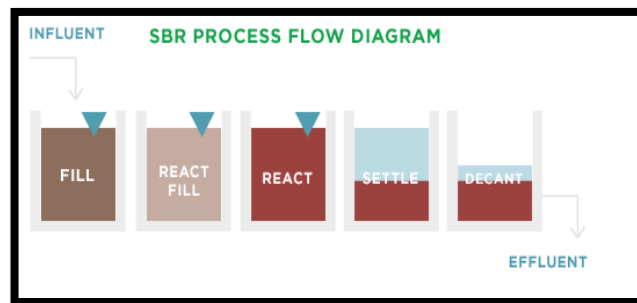 INFLUENT
SBR PROCESS FLOW DIAGRAM
FILL
REACT
FILL
REACT
SETTLE
DECANT
EFFLUENT